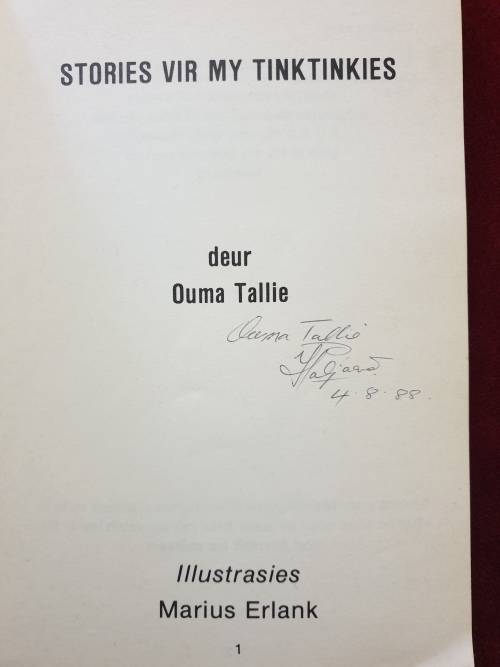 STORIES VIR MY TINKTINKIES
deur
Ouma Tallie
Ouma Tallie
4.8.88.
Illustrasies
Marius Erlank
1